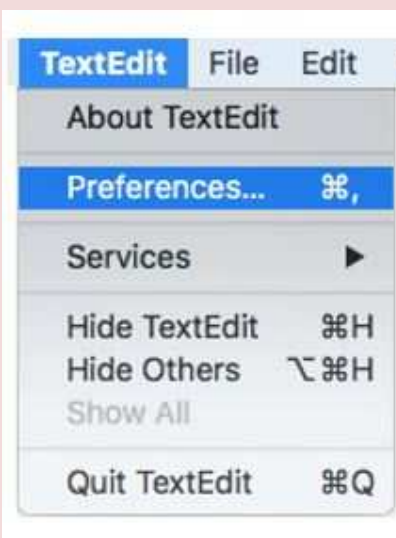 TextEdit File Edit
About TextEdit
Preferences... ⌘,
Services ▶
Hide TextEdit ⌘H
Hide Others ⌥⌘H
Show All
Quit TextEdit ⌘Q